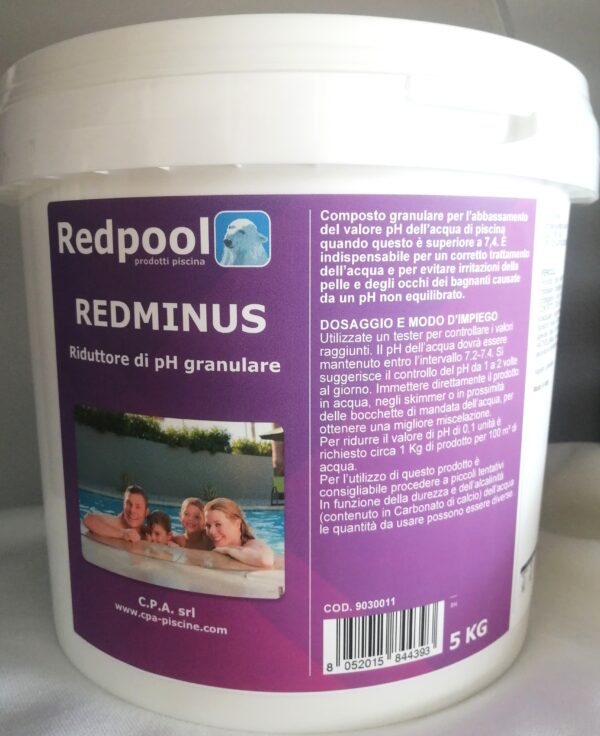 Redpool
prodotti piscina
REDMINUS
Riduttore di pH granulare
C.P.A. srl
www.cpa-piscine.com
Composto granulare per l'abbassamento
del valore pH dell'acqua di piscina
quando questo è superiore a 7,4. È
indispensabile per un corretto trattamento
dell'acqua e per evitare irritazioni della
pelle e degli occhi dei bagnanti causate
da un pH non equilibrato.
DOSAGGIO E MODO D'IMPIEGO
Utilizzate un tester per controllare i valori
raggiunti. Il pH dell'acqua dovrà essere
mantenuto entro l'intervallo 7.2-7.4. Si
suggerisce il controllo del pH da 1 a 2 volte
al giorno. Immettere direttamente il prodotto
in acqua, negli skimmer o in prossimità
delle bocchette di mandata dell'acqua, per
ottenere una migliore miscelazione.
Per ridurre il valore di pH di 0,1 unità è
richiesto circa 1 Kg di prodotto per 100 m³ di
acqua.
Per l'utilizzo di questo prodotto è
consigliabile procedere a piccoli tentativi
In funzione della durezza e dell'alcalinità
(contenuto in Carbonato di calcio) dell'acqua
le quantità da usare possono essere diverse.
COD. 9030011
8 052015 844393
5 KG